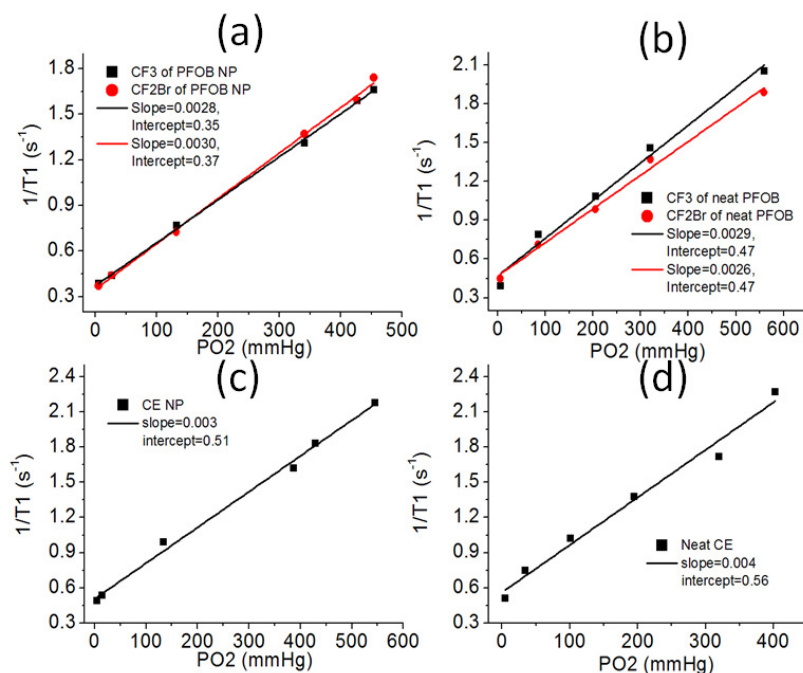 (a)
1.8
1.5
1.2
0.9
0.6
0.3
1/T1 (s⁻¹)
CF3 of PFOB NP
CF2Br of PFOB NP
Slope=0.0028,
Intercept=0.35
Slope=0.0030,
Intercept=0.37
0 100 200 300 400 500
PO2 (mmHg)
(b)
2.1
1.8
1.5
1.2
0.9
0.6
0.3
1/T1 (s⁻¹)
CF3 of neat PFOB
CF2Br of neat PFOB
Slope=0.0029,
Intercept=0.47
Slope=0.0026,
Intercept=0.47
0 100 200 300 400 500 600
PO2 (mmHg)
(c)
2.4
2.1
1.8
1.5
1.2
0.9
0.6
0.3
1/T1 (s⁻¹)
CE NP
slope=0.003
intercept=0.51
0 100 200 300 400 500 600
PO2 (mmHg)
(d)
2.4
2.1
1.8
1.5
1.2
0.9
0.6
0.3
1/T1 (s⁻¹)
Neat CE
slope=0.004
intercept=0.56
0 100 200 300 400
PO2 (mmHg)